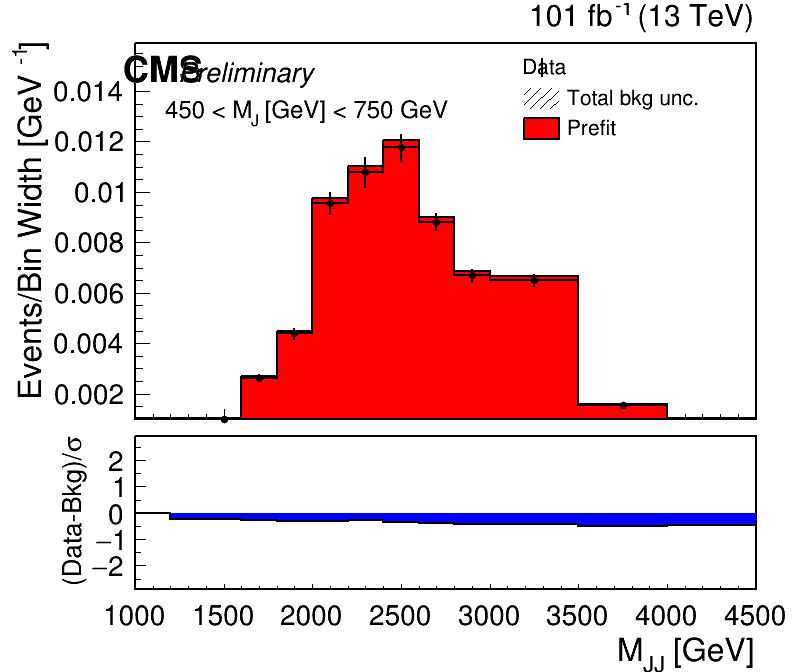 101 fb⁻¹ (13 TeV)
CMS Preliminary
450 < M_J [GeV] < 750 GeV
Data
Total bkg unc.
Prefit
Events/Bin Width [GeV⁻¹]
0.014
0.012
0.01
0.008
0.006
0.004
0.002
(Data-Bkg)/σ
2
1
0
−1
−2
1000 1500 2000 2500 3000 3500 4000 4500
M_JJ [GeV]